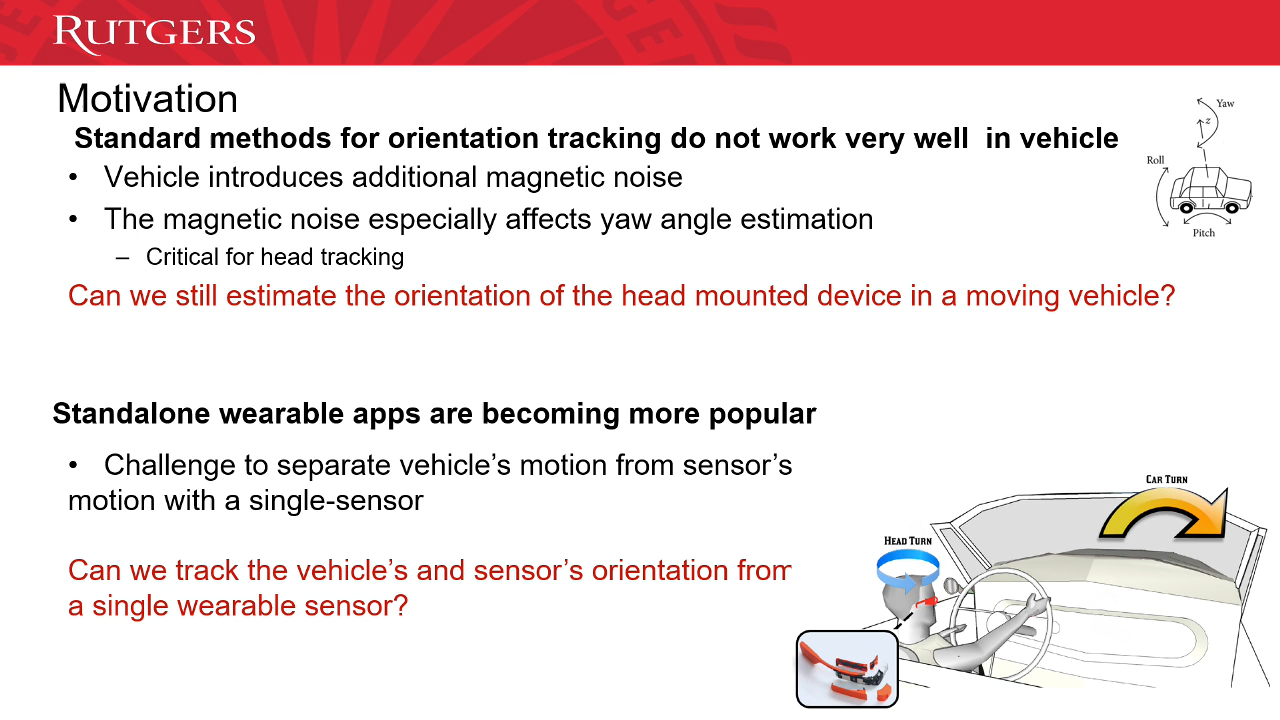 RUTGERS
Motivation
Standard methods for orientation tracking do not work very well in vehicle
• Vehicle introduces additional magnetic noise
• The magnetic noise especially affects yaw angle estimation
– Critical for head tracking
Can we still estimate the orientation of the head mounted device in a moving vehicle?
Yaw
z
Roll
Pitch
Standalone wearable apps are becoming more popular
• Challenge to separate vehicle’s motion from sensor’s
motion with a single-sensor
Can we track the vehicle’s and sensor’s orientation from
a single wearable sensor?
CAR TURN
HEAD TURN